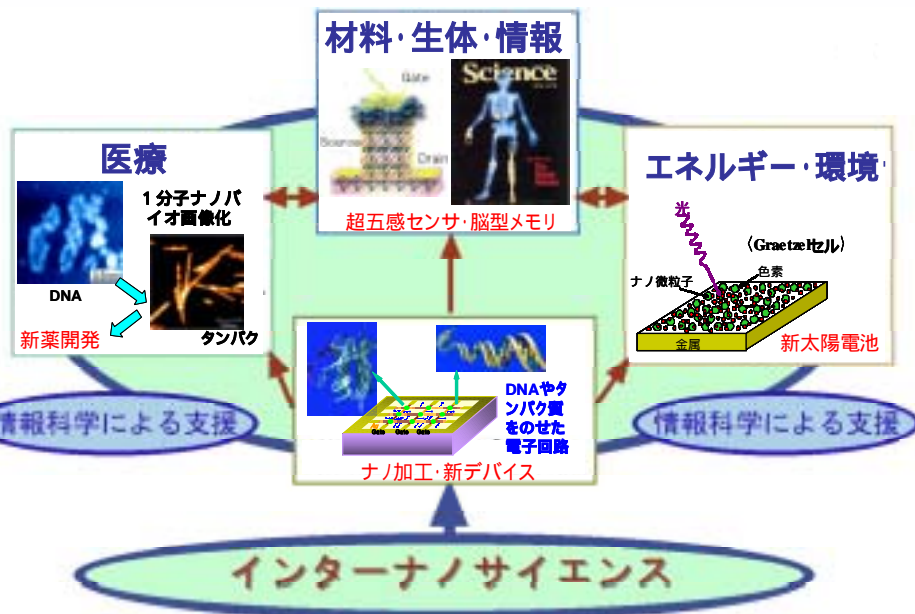 材料・生体・情報
Gate
Source
Drain
Science
超五感センサ・脳型メモリ
医療
1分子ナノバ
イオ画像化
DNA
タンパク
新薬開発
エネルギー・環境
光
(Graetzelセル)
色素
ナノ微粒子
金属
新太陽電池
DNAやタ
ンパク質
をのせた
電子回路
Gate Gate Gate
ナノ加工・新デバイス
情報科学による支援
情報科学による支援
インターナノサイエンス